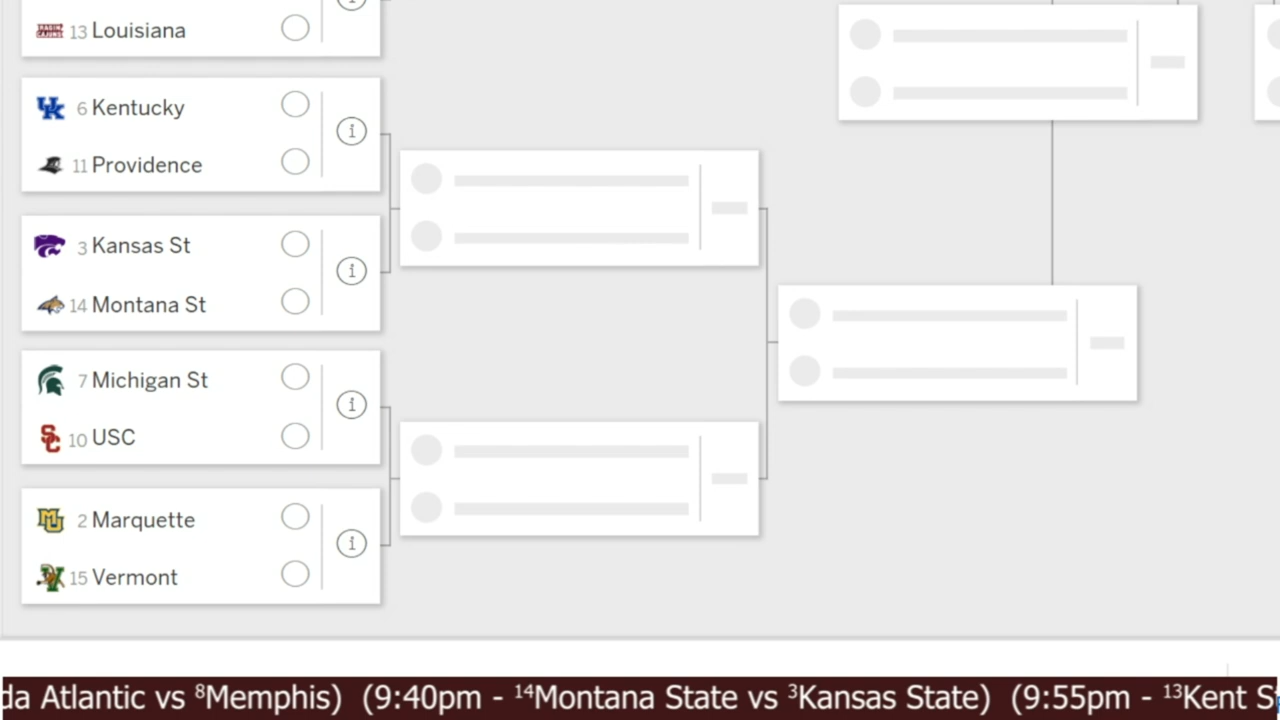 13 Louisiana
6 Kentucky
11 Providence
3 Kansas St
14 Montana St
7 Michigan St
10 USC
2 Marquette
15 Vermont
da Atlantic vs ⁸Memphis) (9:40pm - ¹⁴Montana State vs ³Kansas State) (9:55pm - ¹³Kent S